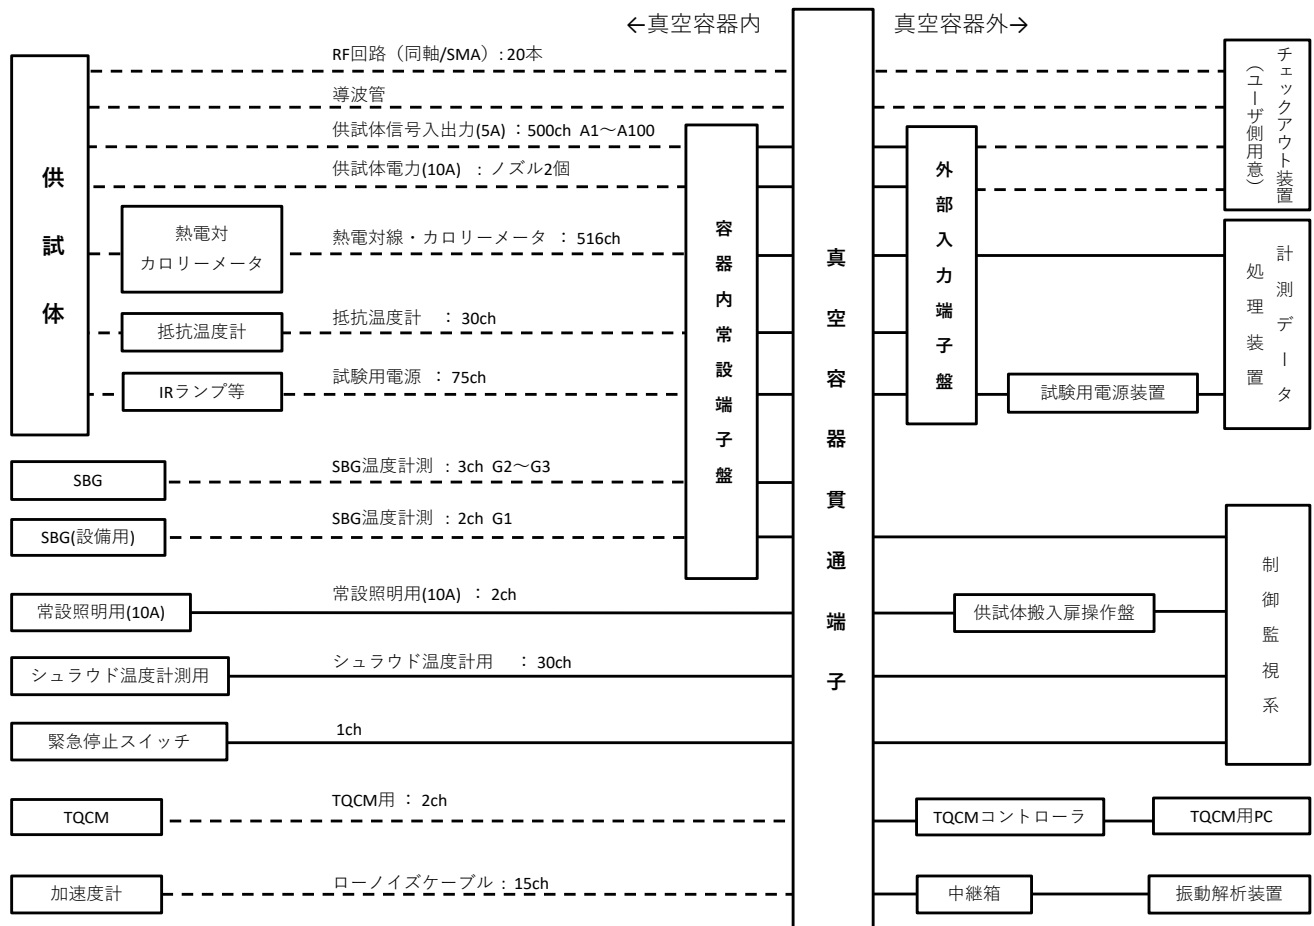 ←真空容器内
真空容器外→
RF回路（同軸/SMA）: 20本
導波管
供試体信号入出力(5A) ： 500ch A1～A100
供試体電力(10A) ：ノズル2個
供試体
熱電対
カロリーメータ
熱電対線・カロリーメータ ： 516ch
抵抗温度計
抵抗温度計 ： 30ch
IRランプ等
試験用電源 ： 75ch
容器内常設端子盤
真空容器貫通端子
外部入力端子盤
チェックアウト装置
（ユーザ側用意）
計測データ
処理装置
試験用電源装置
SBG
SBG温度計測 : 3ch G2～G3
SBG(設備用)
SBG温度計測 : 2ch G1
常設照明用(10A)
常設照明用(10A) ： 2ch
供試体搬入扉操作盤
制御監視系
シュラウド温度計測用
シュラウド温度計用 ： 30ch
緊急停止スイッチ
1ch
TQCM
TQCM用 ： 2ch
TQCMコントローラ
TQCM用PC
加速度計
ローノイズケーブル : 15ch
中継箱
振動解析装置